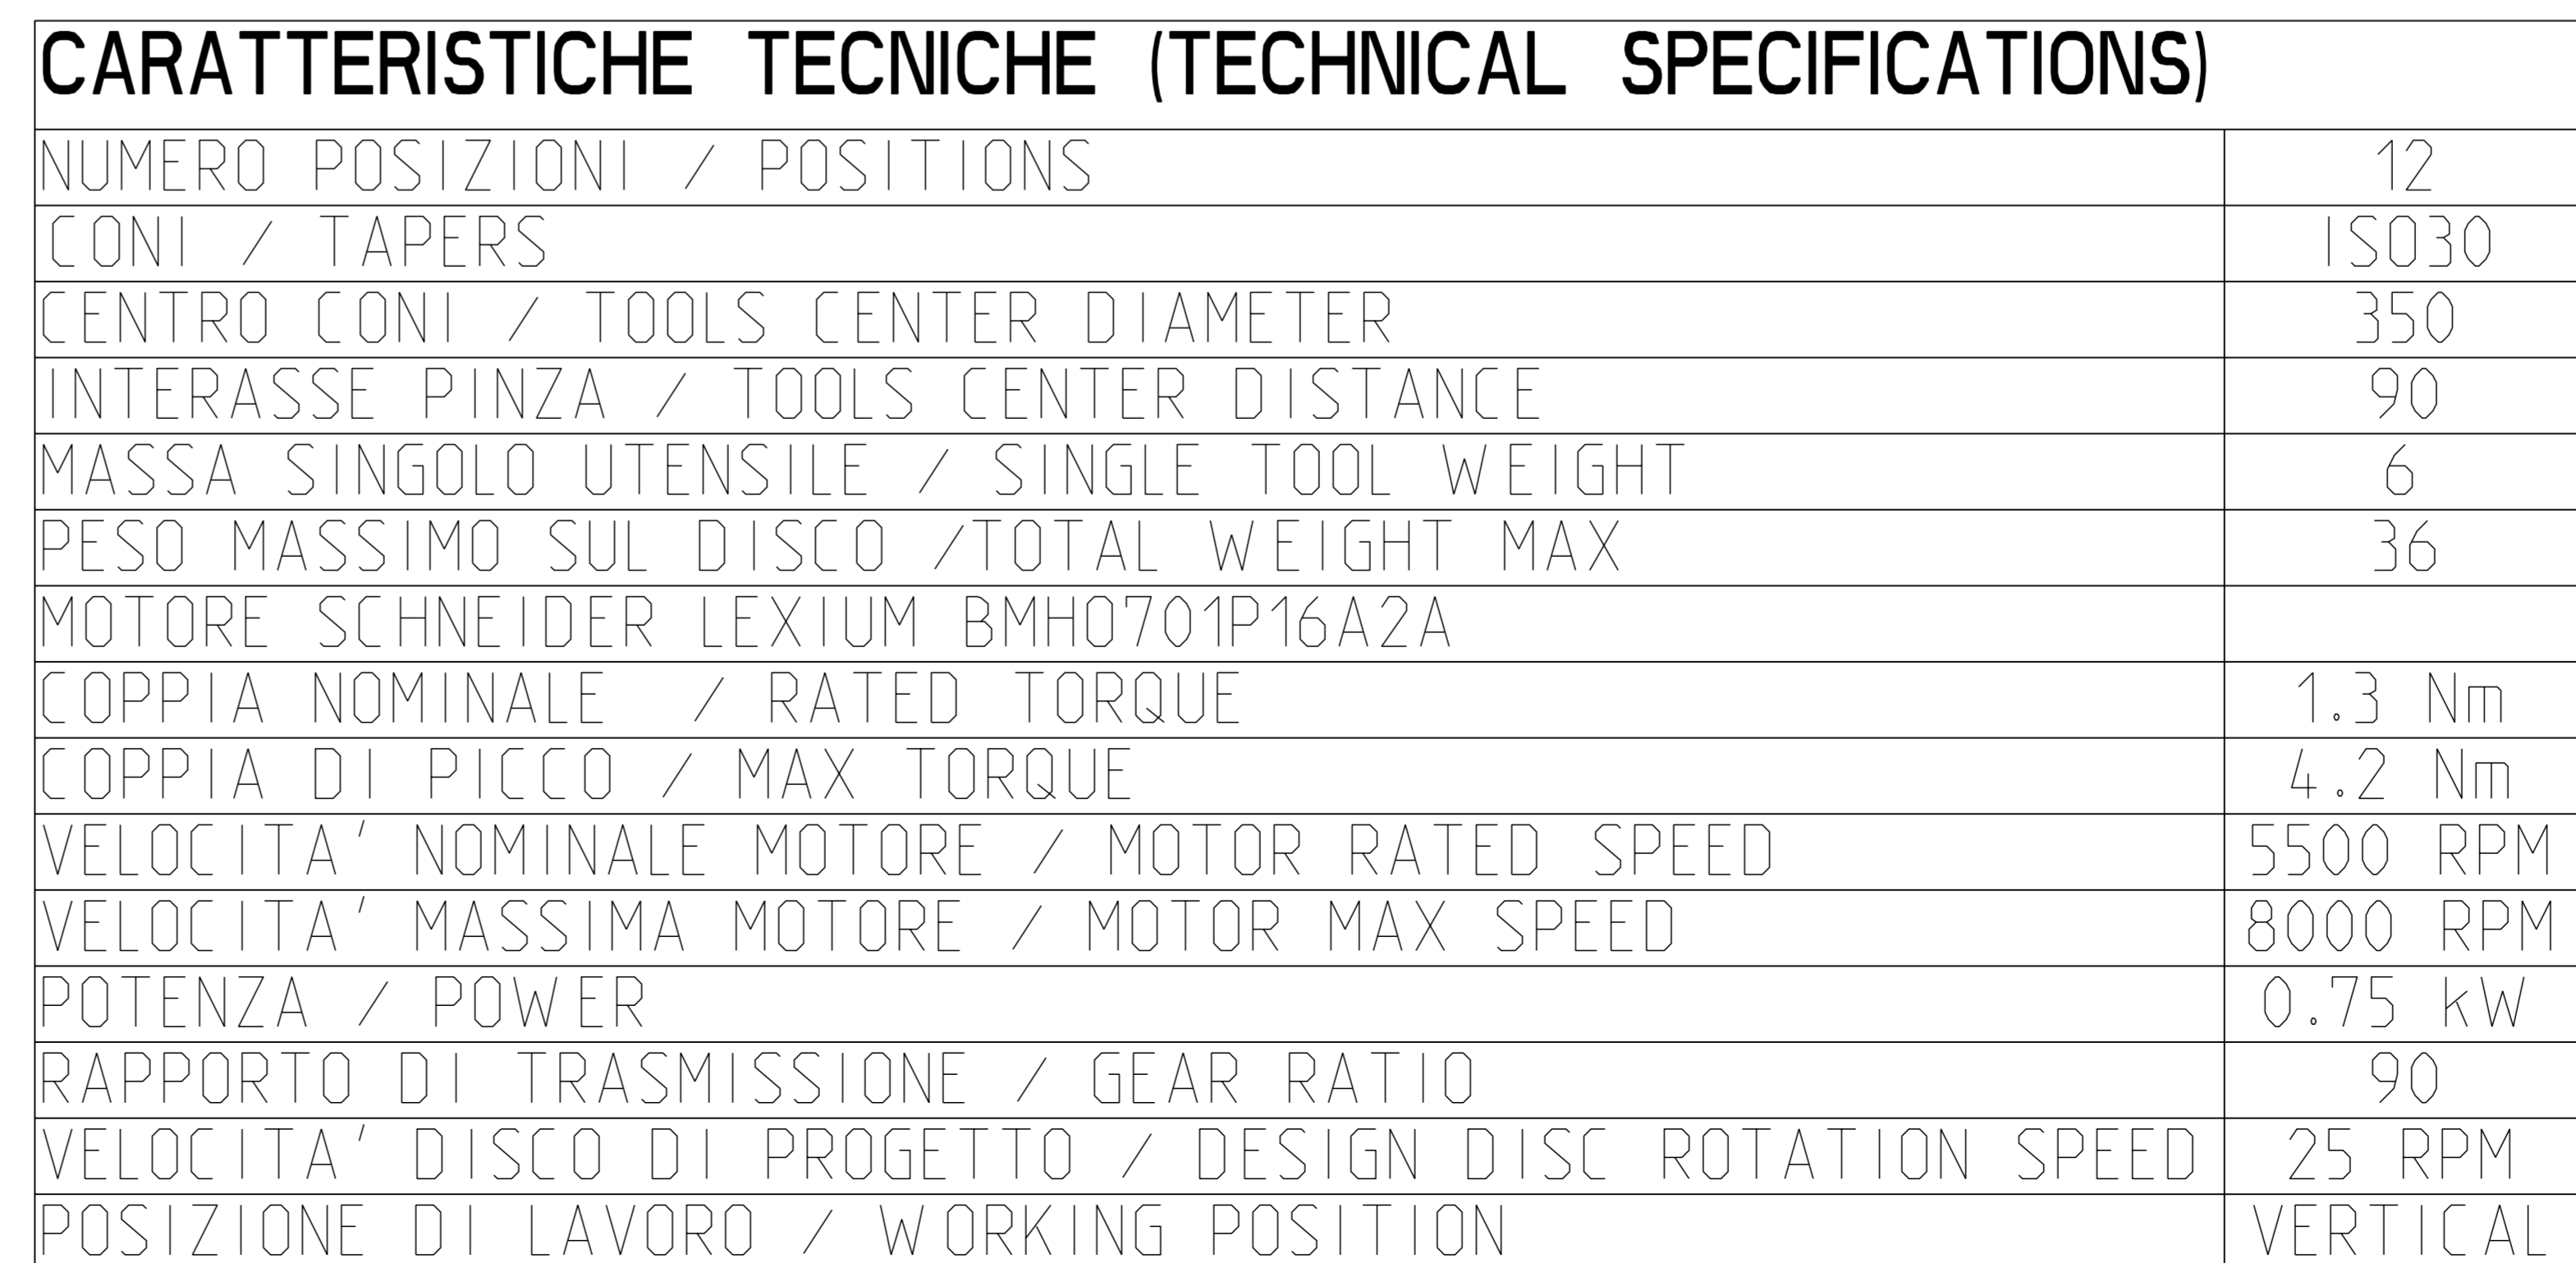 CARATTERISTICHE TECNICHE (TECHNICAL SPECIFICATIONS)
NUMERO POSIZIONI / POSITIONS 12
CONI / TAPERS ISO30
CENTRO CONI / TOOLS CENTER DIAMETER 350
INTERASSE PINZA / TOOLS CENTER DISTANCE 90
MASSA SINGOLO UTENSILE / SINGLE TOOL WEIGHT 6
PESO MASSIMO SUL DISCO /TOTAL WEIGHT MAX 36
MOTORE SCHNEIDER LEXIUM BMH0701P16A2A
COPPIA NOMINALE / RATED TORQUE 1.3 Nm
COPPIA DI PICCO / MAX TORQUE 4.2 Nm
VELOCITA' NOMINALE MOTORE / MOTOR RATED SPEED 5500 RPM
VELOCITA' MASSIMA MOTORE / MOTOR MAX SPEED 8000 RPM
POTENZA / POWER 0.75 kW
RAPPORTO DI TRASMISSIONE / GEAR RATIO 90
VELOCITA' DISCO DI PROGETTO / DESIGN DISC ROTATION SPEED 25 RPM
POSIZIONE DI LAVORO / WORKING POSITION VERTICAL